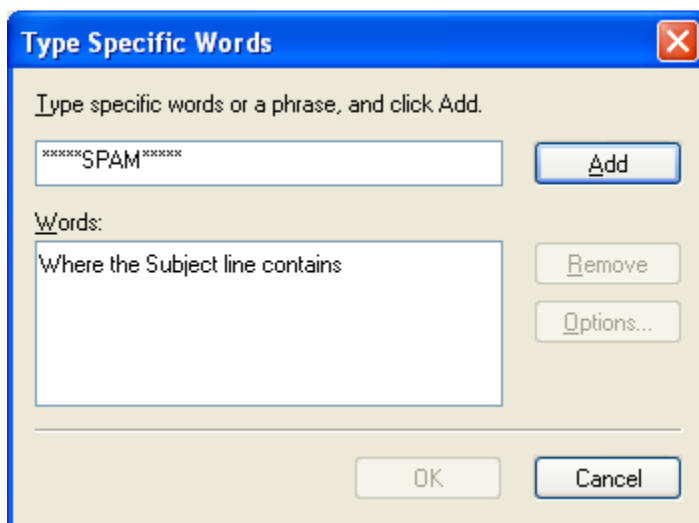 Type Specific Words
Type specific words or a phrase, and click Add.
*****SPAM*****
Add
Words:
Where the Subject line contains
Remove
Options...
OK
Cancel